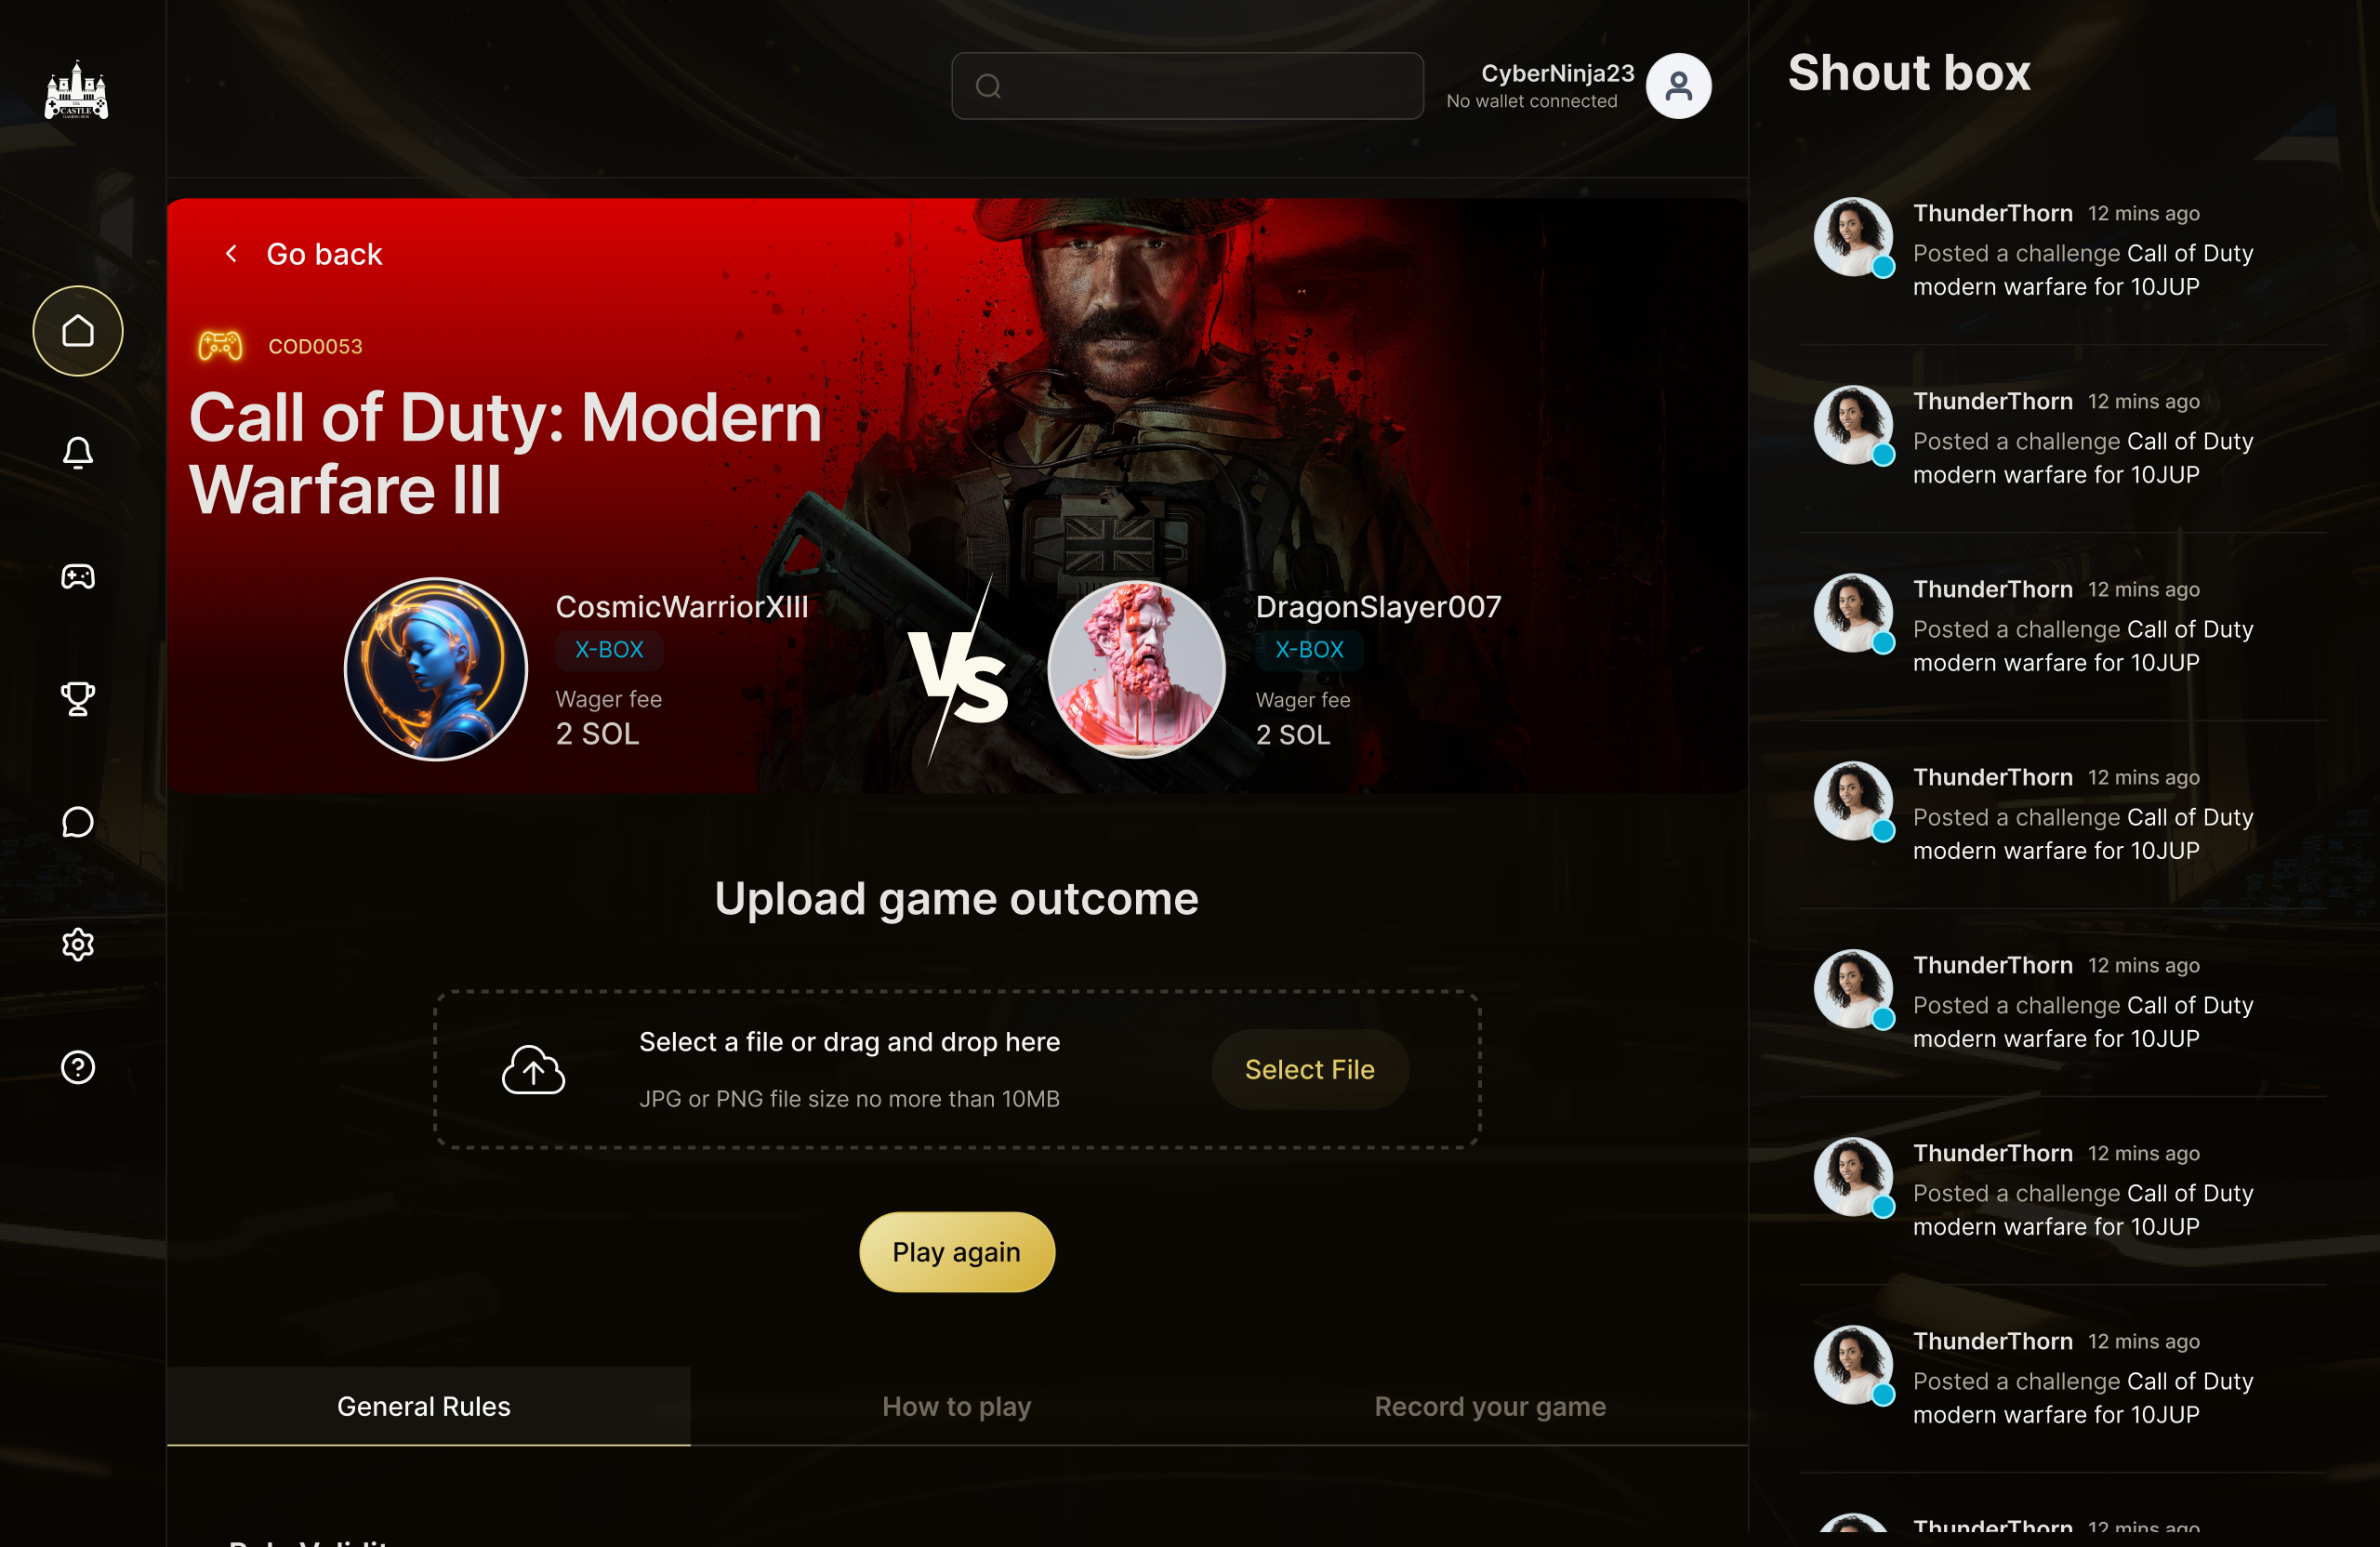 CASTLE
CyberNinja23
No wallet connected
Go back
COD0053
Call of Duty: Modern
Warfare III
CosmicWarriorXIII
X-BOX
Wager fee
2 SOL
VS
DragonSlayer007
X-BOX
Wager fee
2 SOL
Upload game outcome
Select a file or drag and drop here
JPG or PNG file size no more than 10MB
Select File
Play again
General Rules
How to play
Record your game
Shout box
ThunderThorn 12 mins ago
Posted a challenge Call of Duty
modern warfare for 10JUP
ThunderThorn 12 mins ago
Posted a challenge Call of Duty
modern warfare for 10JUP
ThunderThorn 12 mins ago
Posted a challenge Call of Duty
modern warfare for 10JUP
ThunderThorn 12 mins ago
Posted a challenge Call of Duty
modern warfare for 10JUP
ThunderThorn 12 mins ago
Posted a challenge Call of Duty
modern warfare for 10JUP
ThunderThorn 12 mins ago
Posted a challenge Call of Duty
modern warfare for 10JUP
ThunderThorn 12 mins ago
Posted a challenge Call of Duty
modern warfare for 10JUP
ThunderThorn 12 mins ago